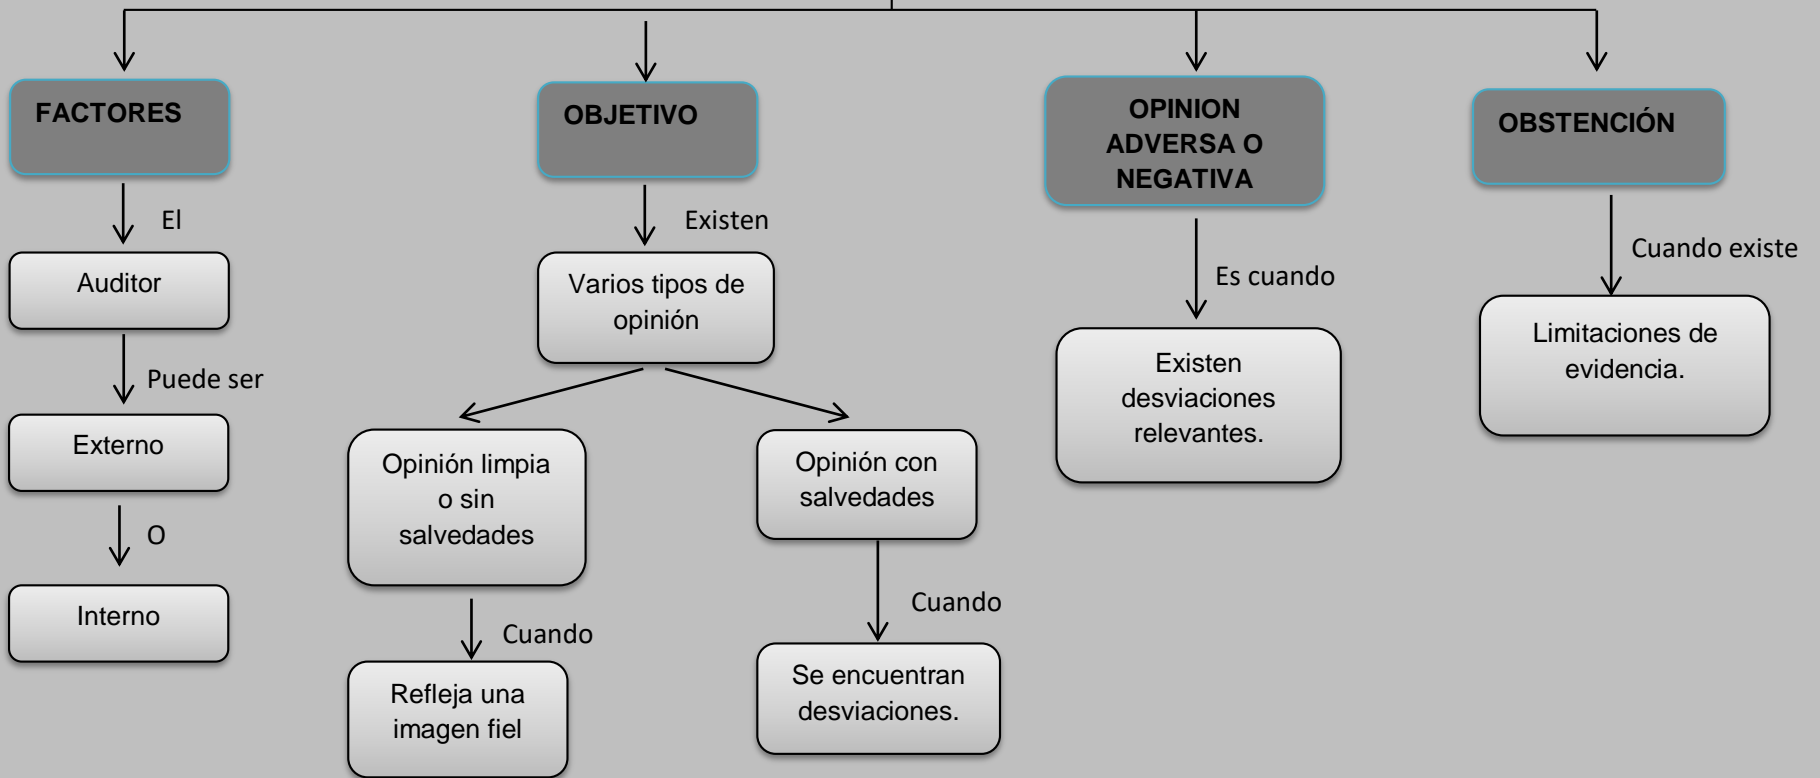 FACTORES
El
Auditor
Puede ser
Externo
O
Interno
OBJETIVO
Existen
Varios tipos de
opinión
Opinión limpia
o sin
salvedades
Cuando
Refleja una
imagen fiel
Opinión con
salvedades
Cuando
Se encuentran
desviaciones.
OPINION
ADVERSA O
NEGATIVA
Es cuando
Existen
desviaciones
relevantes.
OBSTENCIÓN
Cuando existe
Limitaciones de
evidencia.